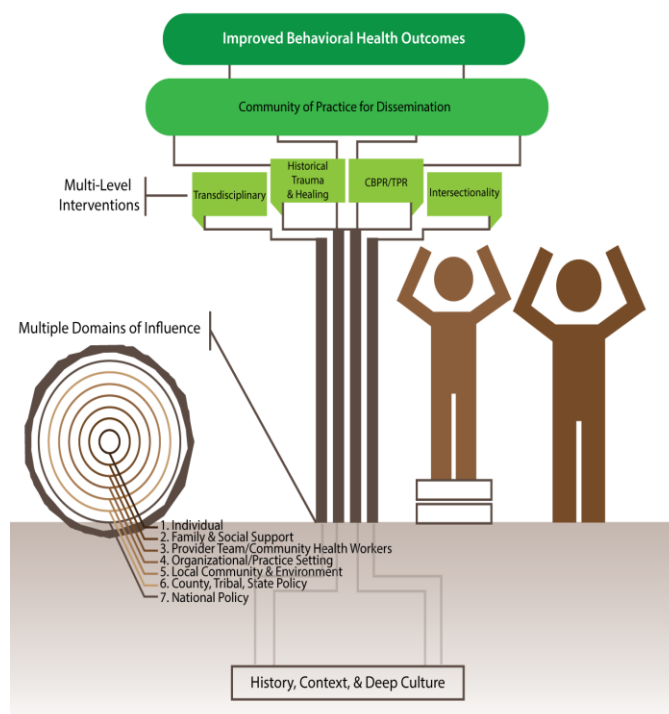 Improved Behavioral Health Outcomes
Community of Practice for Dissemination
Multi-Level
Interventions
Transdisciplinary
Historical
Trauma
& Healing
CBPR/TPR
Intersectionality
Multiple Domains of Influence
1. Individual
2. Family & Social Support
3. Provider Team/Community Health Workers
4. Organizational/Practice Setting
5. Local Community & Environment
6. County, Tribal, State Policy
7. National Policy
History, Context, & Deep Culture